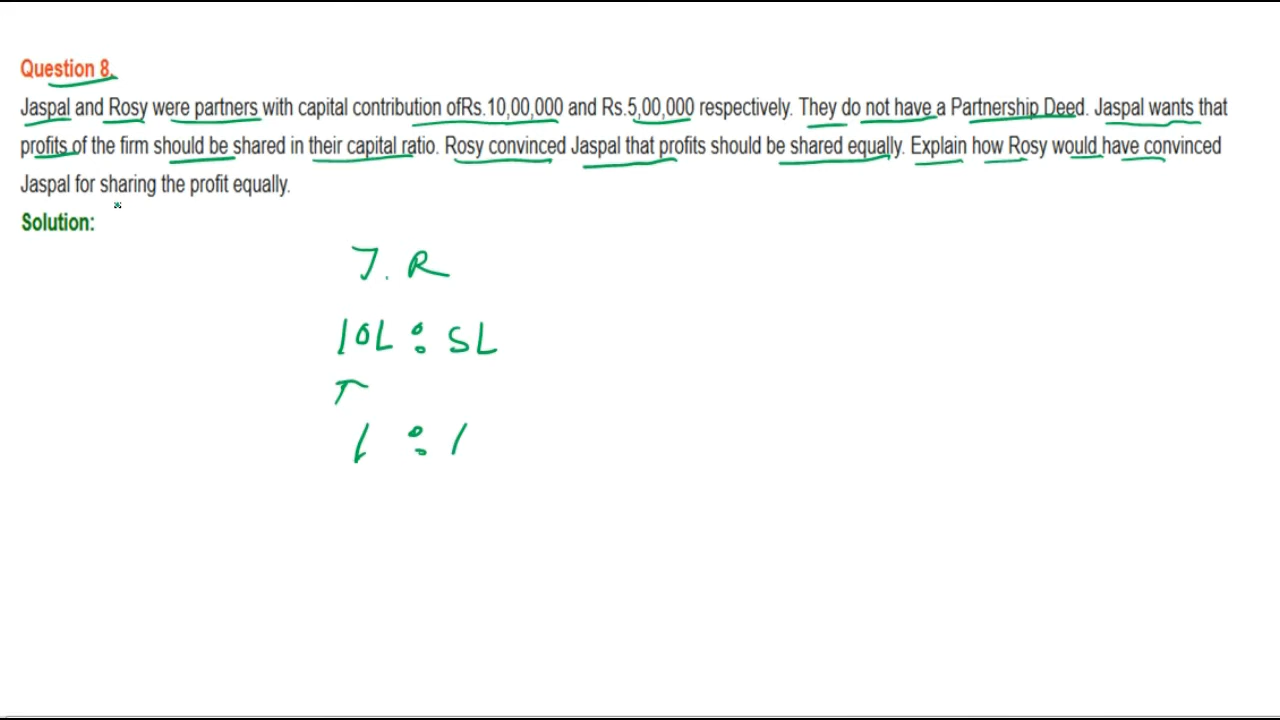 Question 8.
Jaspal and Rosy were partners with capital contribution ofRs.10,00,000 and Rs.5,00,000 respectively. They do not have a Partnership Deed. Jaspal wants that
profits of the firm should be shared in their capital ratio. Rosy convinced Jaspal that profits should be shared equally. Explain how Rosy would have convinced
Jaspal for sharing the profit equally.
Solution:
J. R
10L : 5L
1 : 1